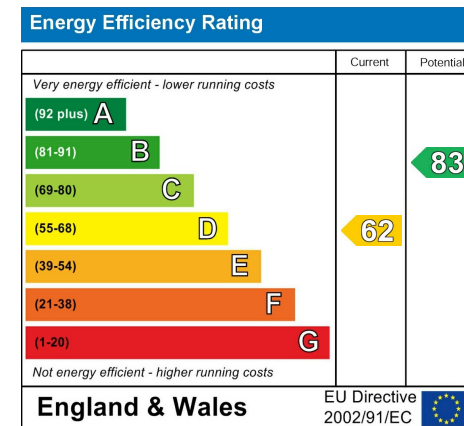 Energy Efficiency Rating
Current Potential
Very energy efficient - lower running costs
(92 plus) A
(81-91) B
83
(69-80) C
(55-68) D
62
(39-54) E
(21-38) F
(1-20) G
Not energy efficient - higher running costs
England & Wales
EU Directive
2002/91/EC